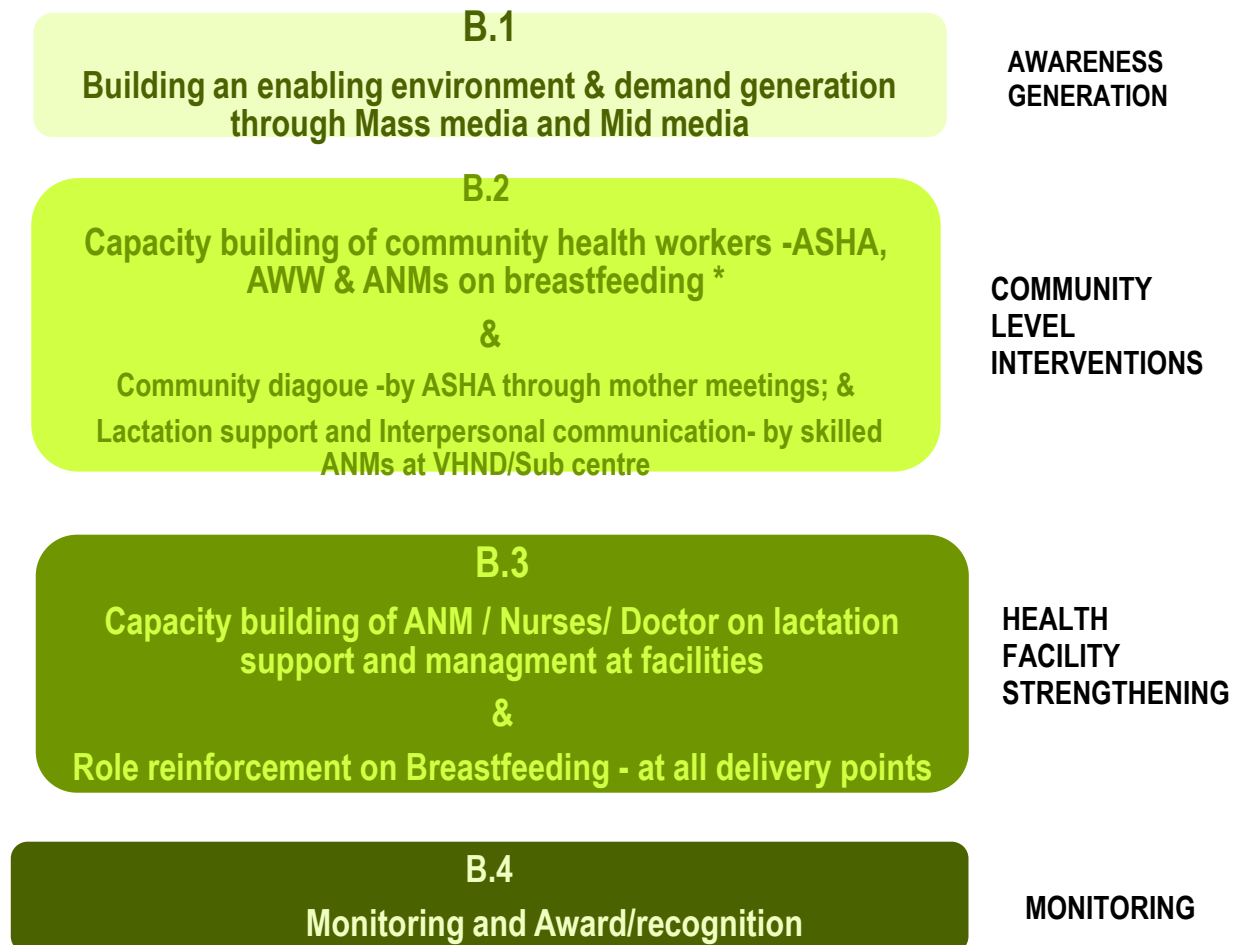 B.1
Building an enabling environment & demand generation
through Mass media and Mid media
AWARENESS
GENERATION
B.2
Capacity building of community health workers -ASHA,
AWW & ANMs on breastfeeding *
&
Community diagoue -by ASHA through mother meetings; &
Lactation support and Interpersonal communication- by skilled
ANMs at VHND/Sub centre
COMMUNITY
LEVEL
INTERVENTIONS
B.3
Capacity building of ANM / Nurses/ Doctor on lactation
support and managment at facilities
&
Role reinforcement on Breastfeeding - at all delivery points
HEALTH
FACILITY
STRENGTHENING
B.4
Monitoring and Award/recognition
MONITORING